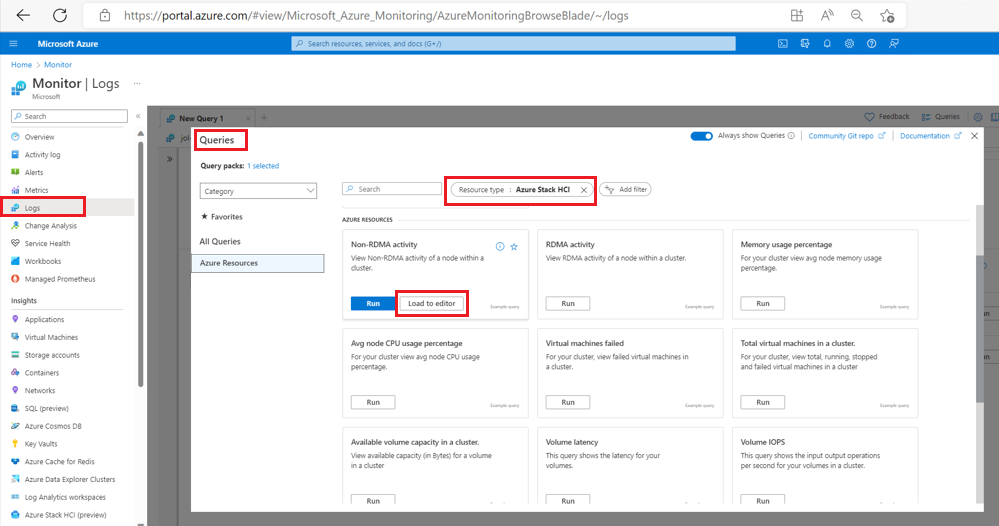 https://portal.azure.com/#view/Microsoft_Azure_Monitoring/AzureMonitoringBrowseBlade/~/logs
Microsoft Azure
Search resources, services, and docs (G+/)
Home > Monitor
Monitor | Logs
Microsoft
Search
Overview
Activity log
Alerts
Metrics
Logs
Change Analysis
Service Health
Workbooks
Managed Prometheus
Insights
Applications
Virtual Machines
Storage accounts
Containers
Networks
SQL (preview)
Azure Cosmos DB
Key Vaults
Azure Cache for Redis
Azure Data Explorer Clusters
Log Analytics workspaces
Azure Stack HCI (preview)
New Query 1
Feedback
Queries
Queries
Always show Queries
Community Git repo
Documentation
Query packs: 1 selected
Category
Search
Resource type : Azure Stack HCI
Add filter
Favorites
All Queries
Azure Resources
AZURE RESOURCES
Non-RDMA activity
View Non-RDMA activity of a node within a
cluster.
Run
Load to editor
Example query
RDMA activity
View RDMA activity of a node within a cluster.
Run
Example query
Memory usage percentage
For your cluster view avg node memory usage
percentage.
Run
Example query
Avg node CPU usage percentage
For your cluster view avg node CPU usage
percentage.
Run
Example query
Virtual machines failed
For your cluster, view failed virtual machines in
a cluster.
Run
Example query
Total virtual machines in a cluster.
For your cluster, view total, running, stopped
and failed virtual machines in a cluster
Run
Example query
Available volume capacity in a cluster.
View available capacity (in Bytes) for a volume
in a cluster
Run
Example query
Volume latency
This query shows the latency for your
volumes.
Run
Example query
Volume IOPS
This query shows the input output operations
per second for your volumes in a cluster.
Run
Example query